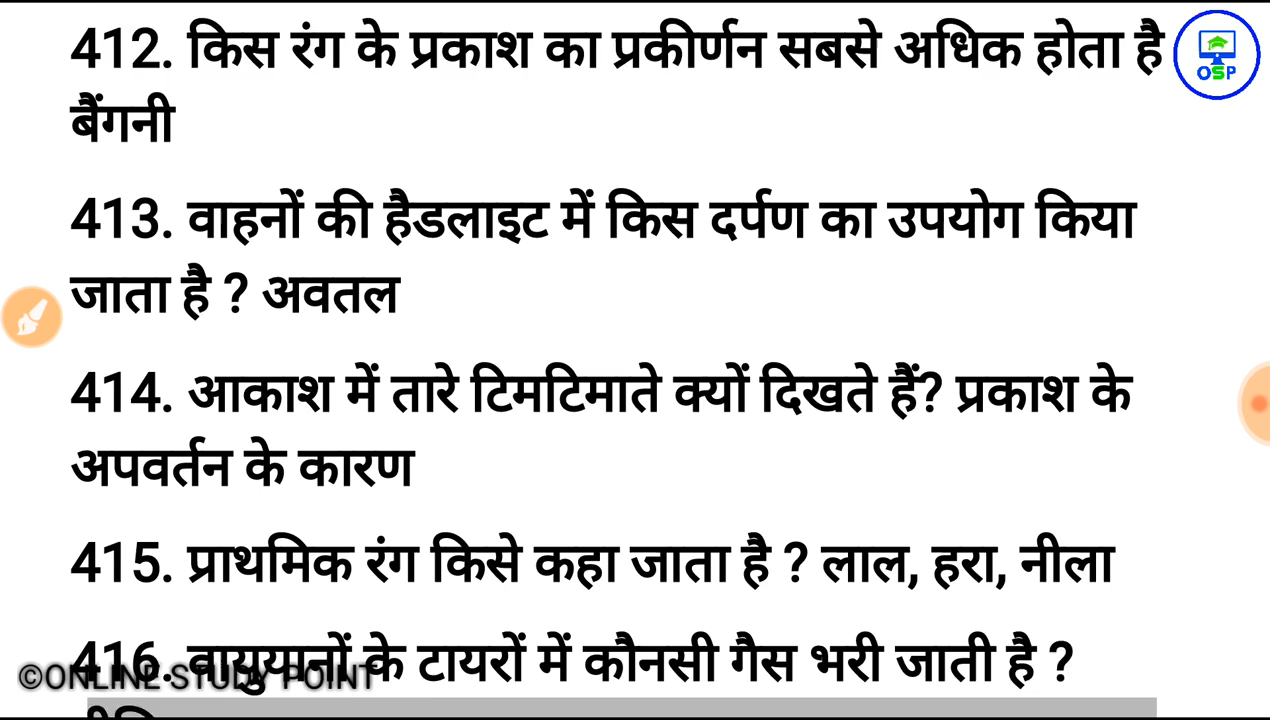 412. किस रंग के प्रकाश का प्रकीर्णन सबसे अधिक होता है
OSP
बैंगनी
413. वाहनों की हैडलाइट में किस दर्पण का उपयोग किया
जाता है ? अवतल
414. आकाश में तारे टिमटिमाते क्यों दिखते हैं? प्रकाश के
अपवर्तन के कारण
415. प्राथमिक रंग किसे कहा जाता है ? लाल, हरा, नीला
416. वायुयानों के टायरों में कौनसी गैस भरी जाती है ?
©ONLINE STUDY POINT